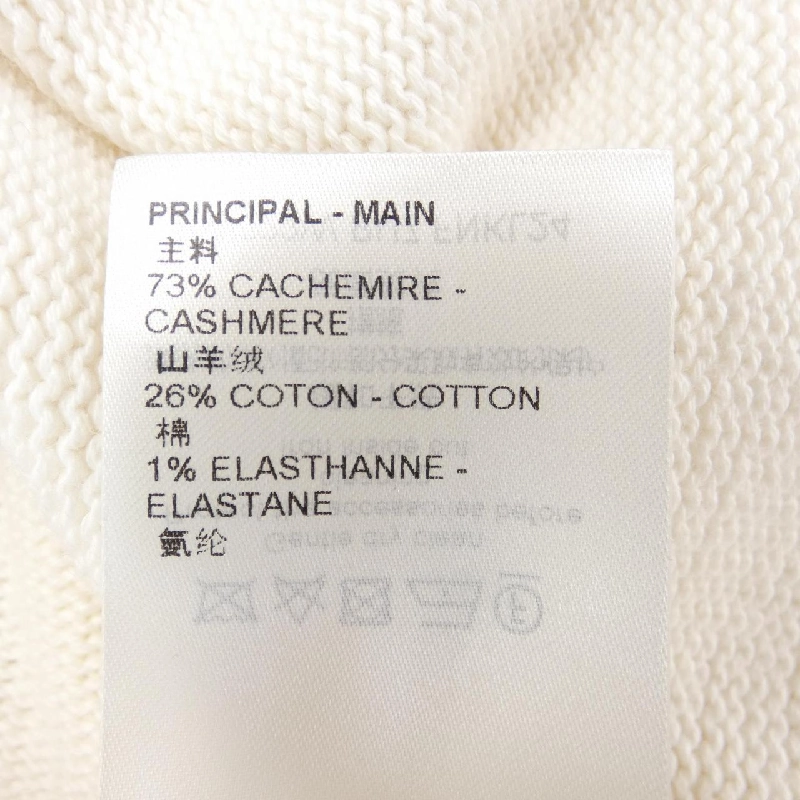 PRINCIPAL - MAIN
主料
73% CACHEMIRE -
CASHMERE
山羊绒
26% COTON - COTTON
棉
1% ELASTHANNE -
ELASTANE
氨纶